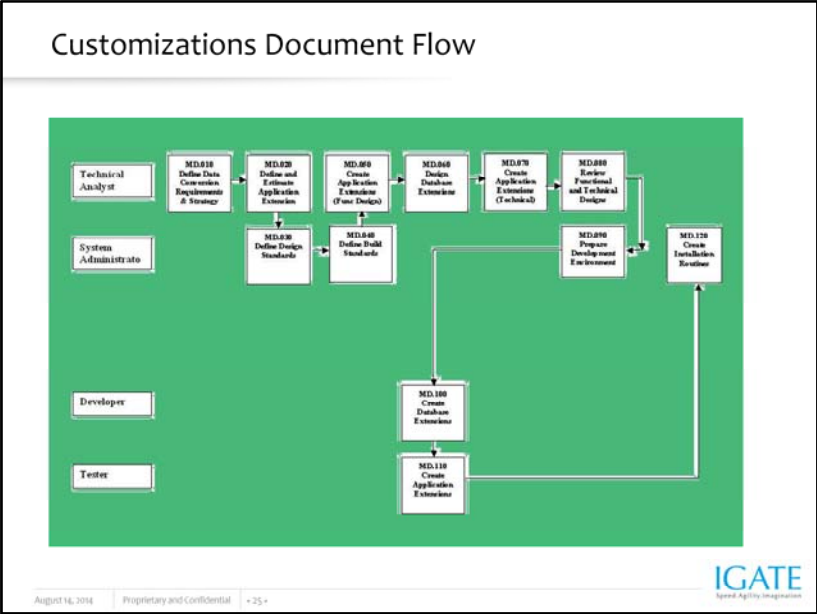 Customizations Document Flow
Technical
Analyst
MD.010
Define Data
Conversion
Requirements
& Strategy
MD.020
Define and
Estimate
Application
Extension
MD.050
Create
Application
Extensions
(Func Design)
MD.060
Design
Database
Extensions
MD.070
Create
Application
Extensions
(Technical)
MD.080
Review
Functional
and Technical
Designs
System
Administrato
MD.030
Define Design
Standards
MD.040
Define Build
Standards
MD.090
Prepare
Development
Environment
MD.120
Create
Installation
Routines
Developer
MD.100
Create
Database
Extensions
Tester
MD.110
Create
Application
Extensions
August 14, 2014
Proprietary and Confidential
- 25 -
IGATE
Speed.Agility.Imagination